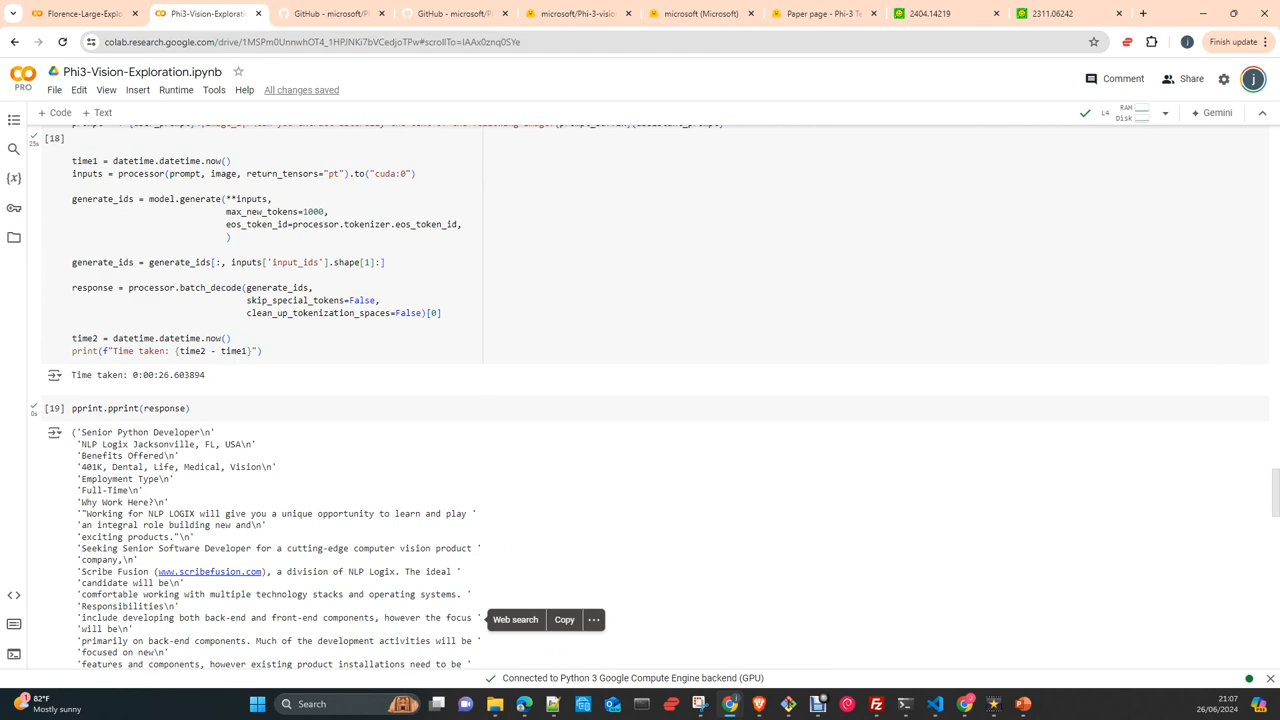 Florence-Large-Explo
Phi3-Vision-Exploratio
GitHub - microsoft/P
GitHub - microsoft/F
microsoft/Phi-3-visio
microsoft (Microsoft)
Paper page - Phi-3 Te
2404.14219
2311.06242
colab.research.google.com/drive/1MSPm0UnnwhOT4_1HPJNKi7bVCedjoTPw#scrollTo=IAAx0znq0SYe
Finish update
PRO
Phi3-Vision-Exploration.ipynb
File Edit View Insert Runtime Tools Help All changes saved
Comment
Share
j
+ Code + Text
L4
RAM
Disk
Gemini
25s
[18]
time1 = datetime.datetime.now()
inputs = processor(prompt, image, return_tensors="pt").to("cuda:0")
generate_ids = model.generate(**inputs,
max_new_tokens=1000,
eos_token_id=processor.tokenizer.eos_token_id,
)
generate_ids = generate_ids[:, inputs['input_ids'].shape[1]:]
response = processor.batch_decode(generate_ids,
skip_special_tokens=False,
clean_up_tokenization_spaces=False)[0]
time2 = datetime.datetime.now()
print(f"Time taken: {time2 - time1}")
Time taken: 0:00:26.603894
0s
[19] pprint.pprint(response)
('Senior Python Developer\n'
'NLP Logix Jacksonville, FL, USA\n'
'Benefits Offered\n'
'401K, Dental, Life, Medical, Vision\n'
'Employment Type\n'
'Full-Time\n'
'Why Work Here?\n'
'"Working for NLP LOGIX will give you a unique opportunity to learn and play '
'an integral role building new and\n'
'exciting products."\n'
'Seeking Senior Software Developer for a cutting-edge computer vision product '
'company,\n'
'Scribe Fusion (www.scribefusion.com), a division of NLP Logix. The ideal '
'candidate will be\n'
'comfortable working with multiple technology stacks and operating systems. '
'Responsibilities\n'
'include developing both back-end and front-end components, however the focus '
'will be\n'
'primarily on back-end components. Much of the development activities will be '
'focused on new\n'
'features and components, however existing product installations need to be '
Web search
Copy
Connected to Python 3 Google Compute Engine backend (GPU)
82°F
Mostly sunny
Search
21:07
26/06/2024